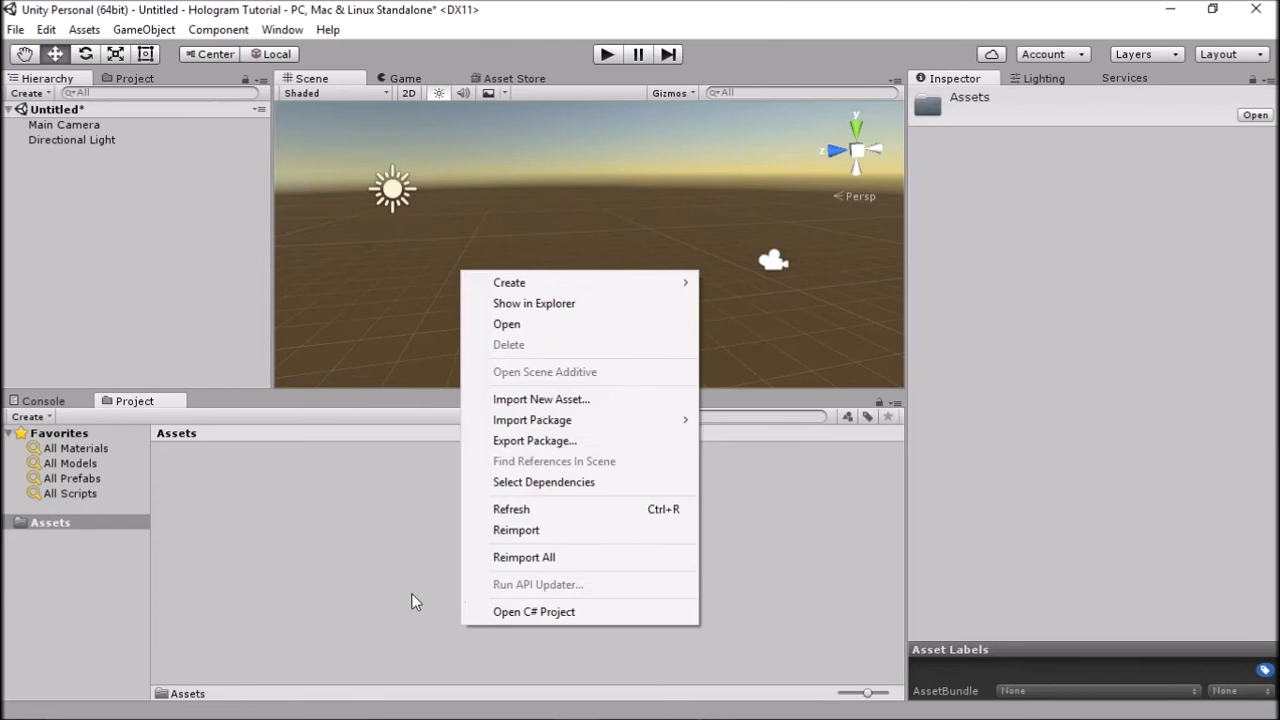 Unity Personal (64bit) - Untitled - Hologram Tutorial - PC, Mac & Linux Standalone* <DX11>
File Edit Assets GameObject Component Window Help
Center Local Account Layers Layout
Hierarchy Project Scene Game Asset Store Inspector Lighting Services
Create All Shaded 2D Gizmos All Assets
Open
Untitled*
Main Camera
Directional Light
y
z
Persp
Create
Show in Explorer
Open
Delete
Open Scene Additive
Import New Asset...
Import Package
Export Package...
Find References In Scene
Select Dependencies
Refresh Ctrl+R
Reimport
Reimport All
Run API Updater...
Open C# Project
Console Project
Create
Favorites Assets
All Materials
All Models
All Prefabs
All Scripts
Assets
Assets
Asset Labels
AssetBundle None None